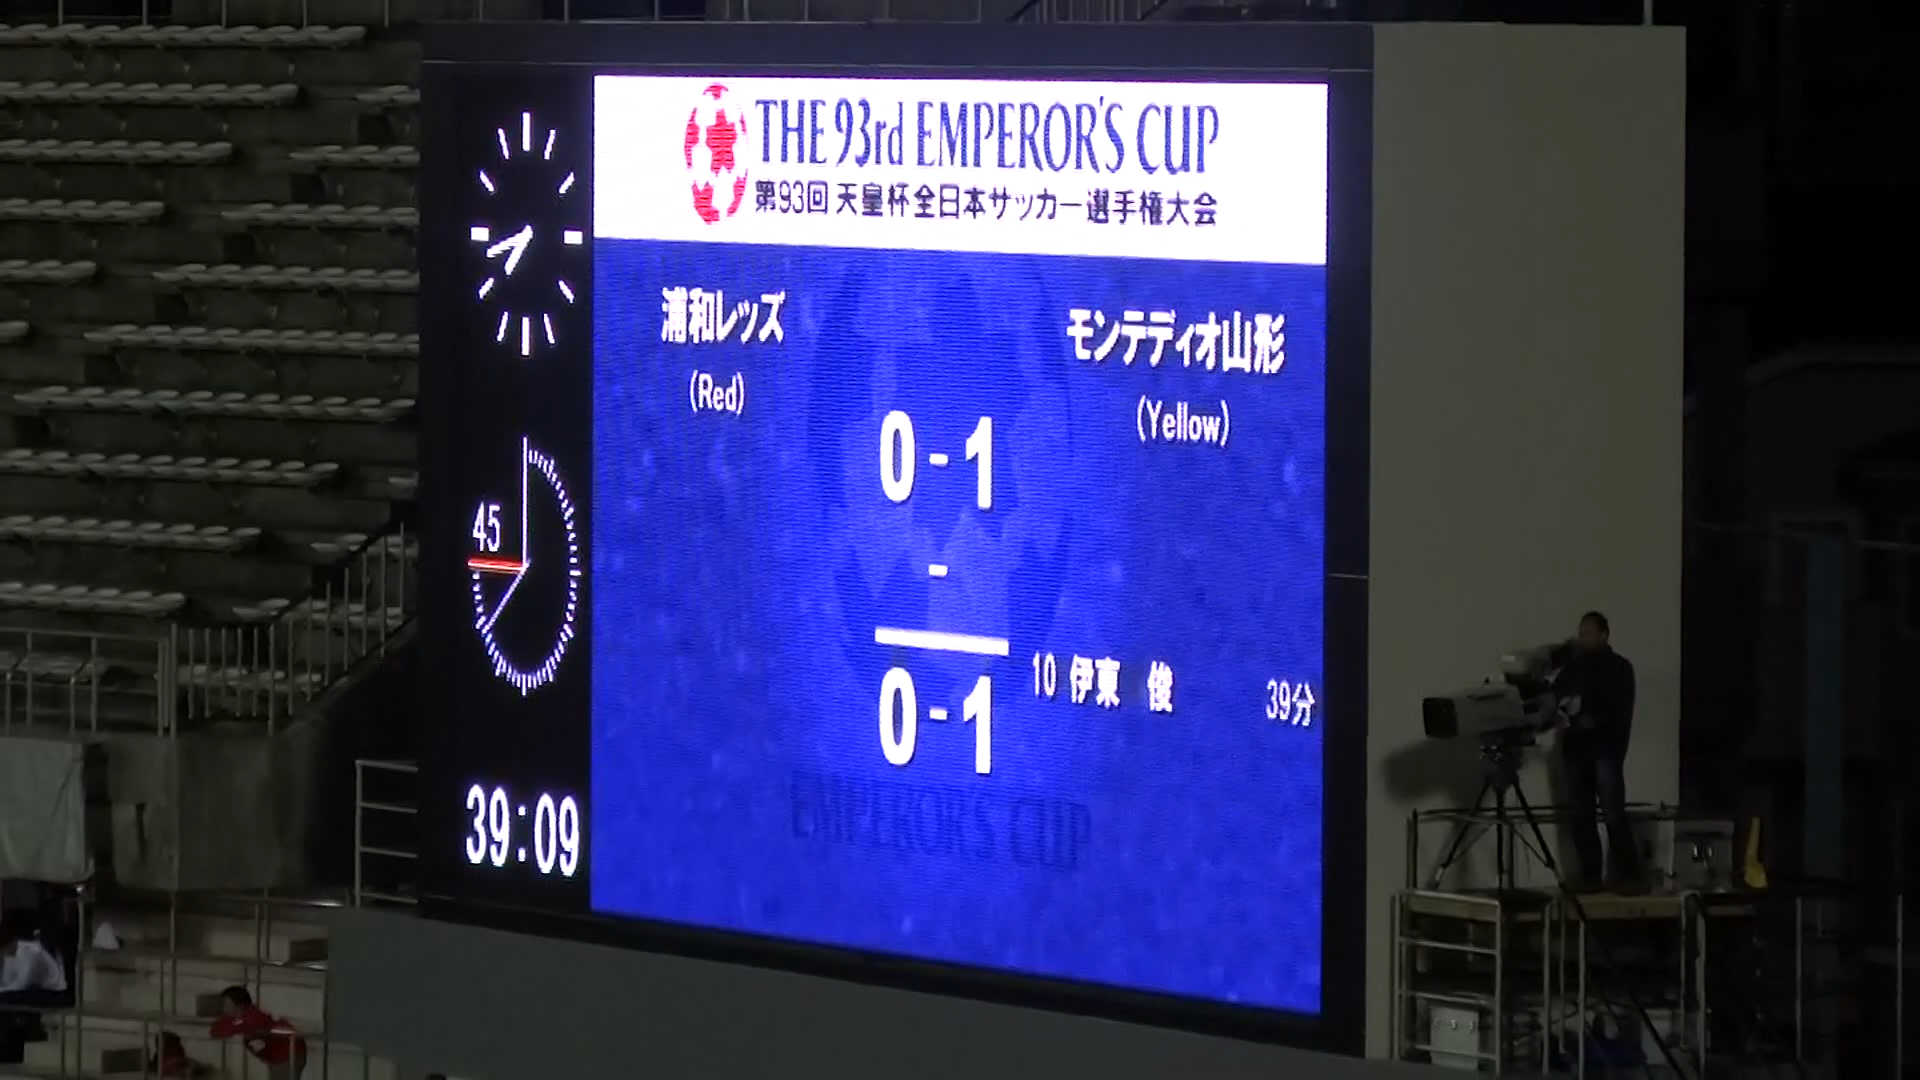 THE 93rd EMPEROR'S CUP
第93回 天皇杯全日本サッカー選手権大会
浦和レッズ
モンテディオ山形
(Red)
(Yellow)
0 - 1
-
0 - 1
10 伊東 俊
39分
EMPEROR'S CUP
45
39:09